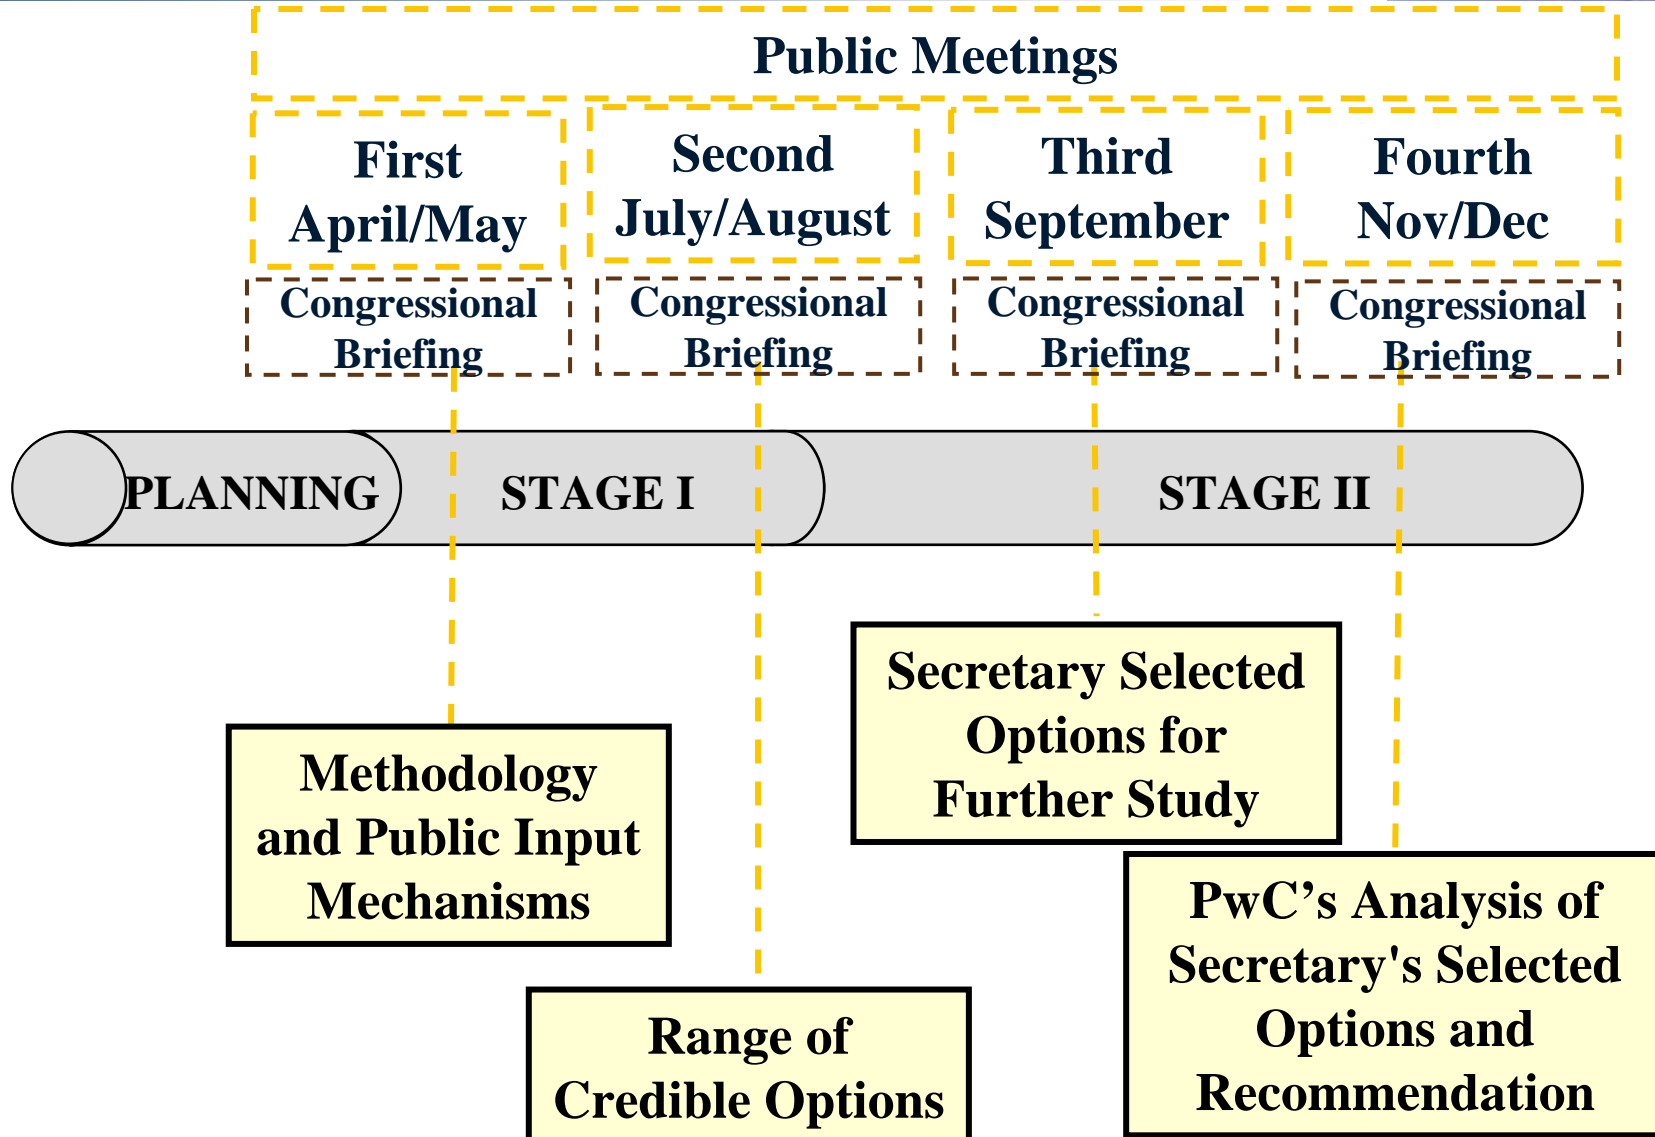 Public Meetings
First
April/May
Second
July/August
Third
September
Fourth
Nov/Dec
Congressional
Briefing
Congressional
Briefing
Congressional
Briefing
Congressional
Briefing
PLANNING
STAGE I
STAGE II
Methodology
and Public Input
Mechanisms
Range of
Credible Options
Secretary Selected
Options for
Further Study
PwC’s Analysis of
Secretary's Selected
Options and
Recommendation